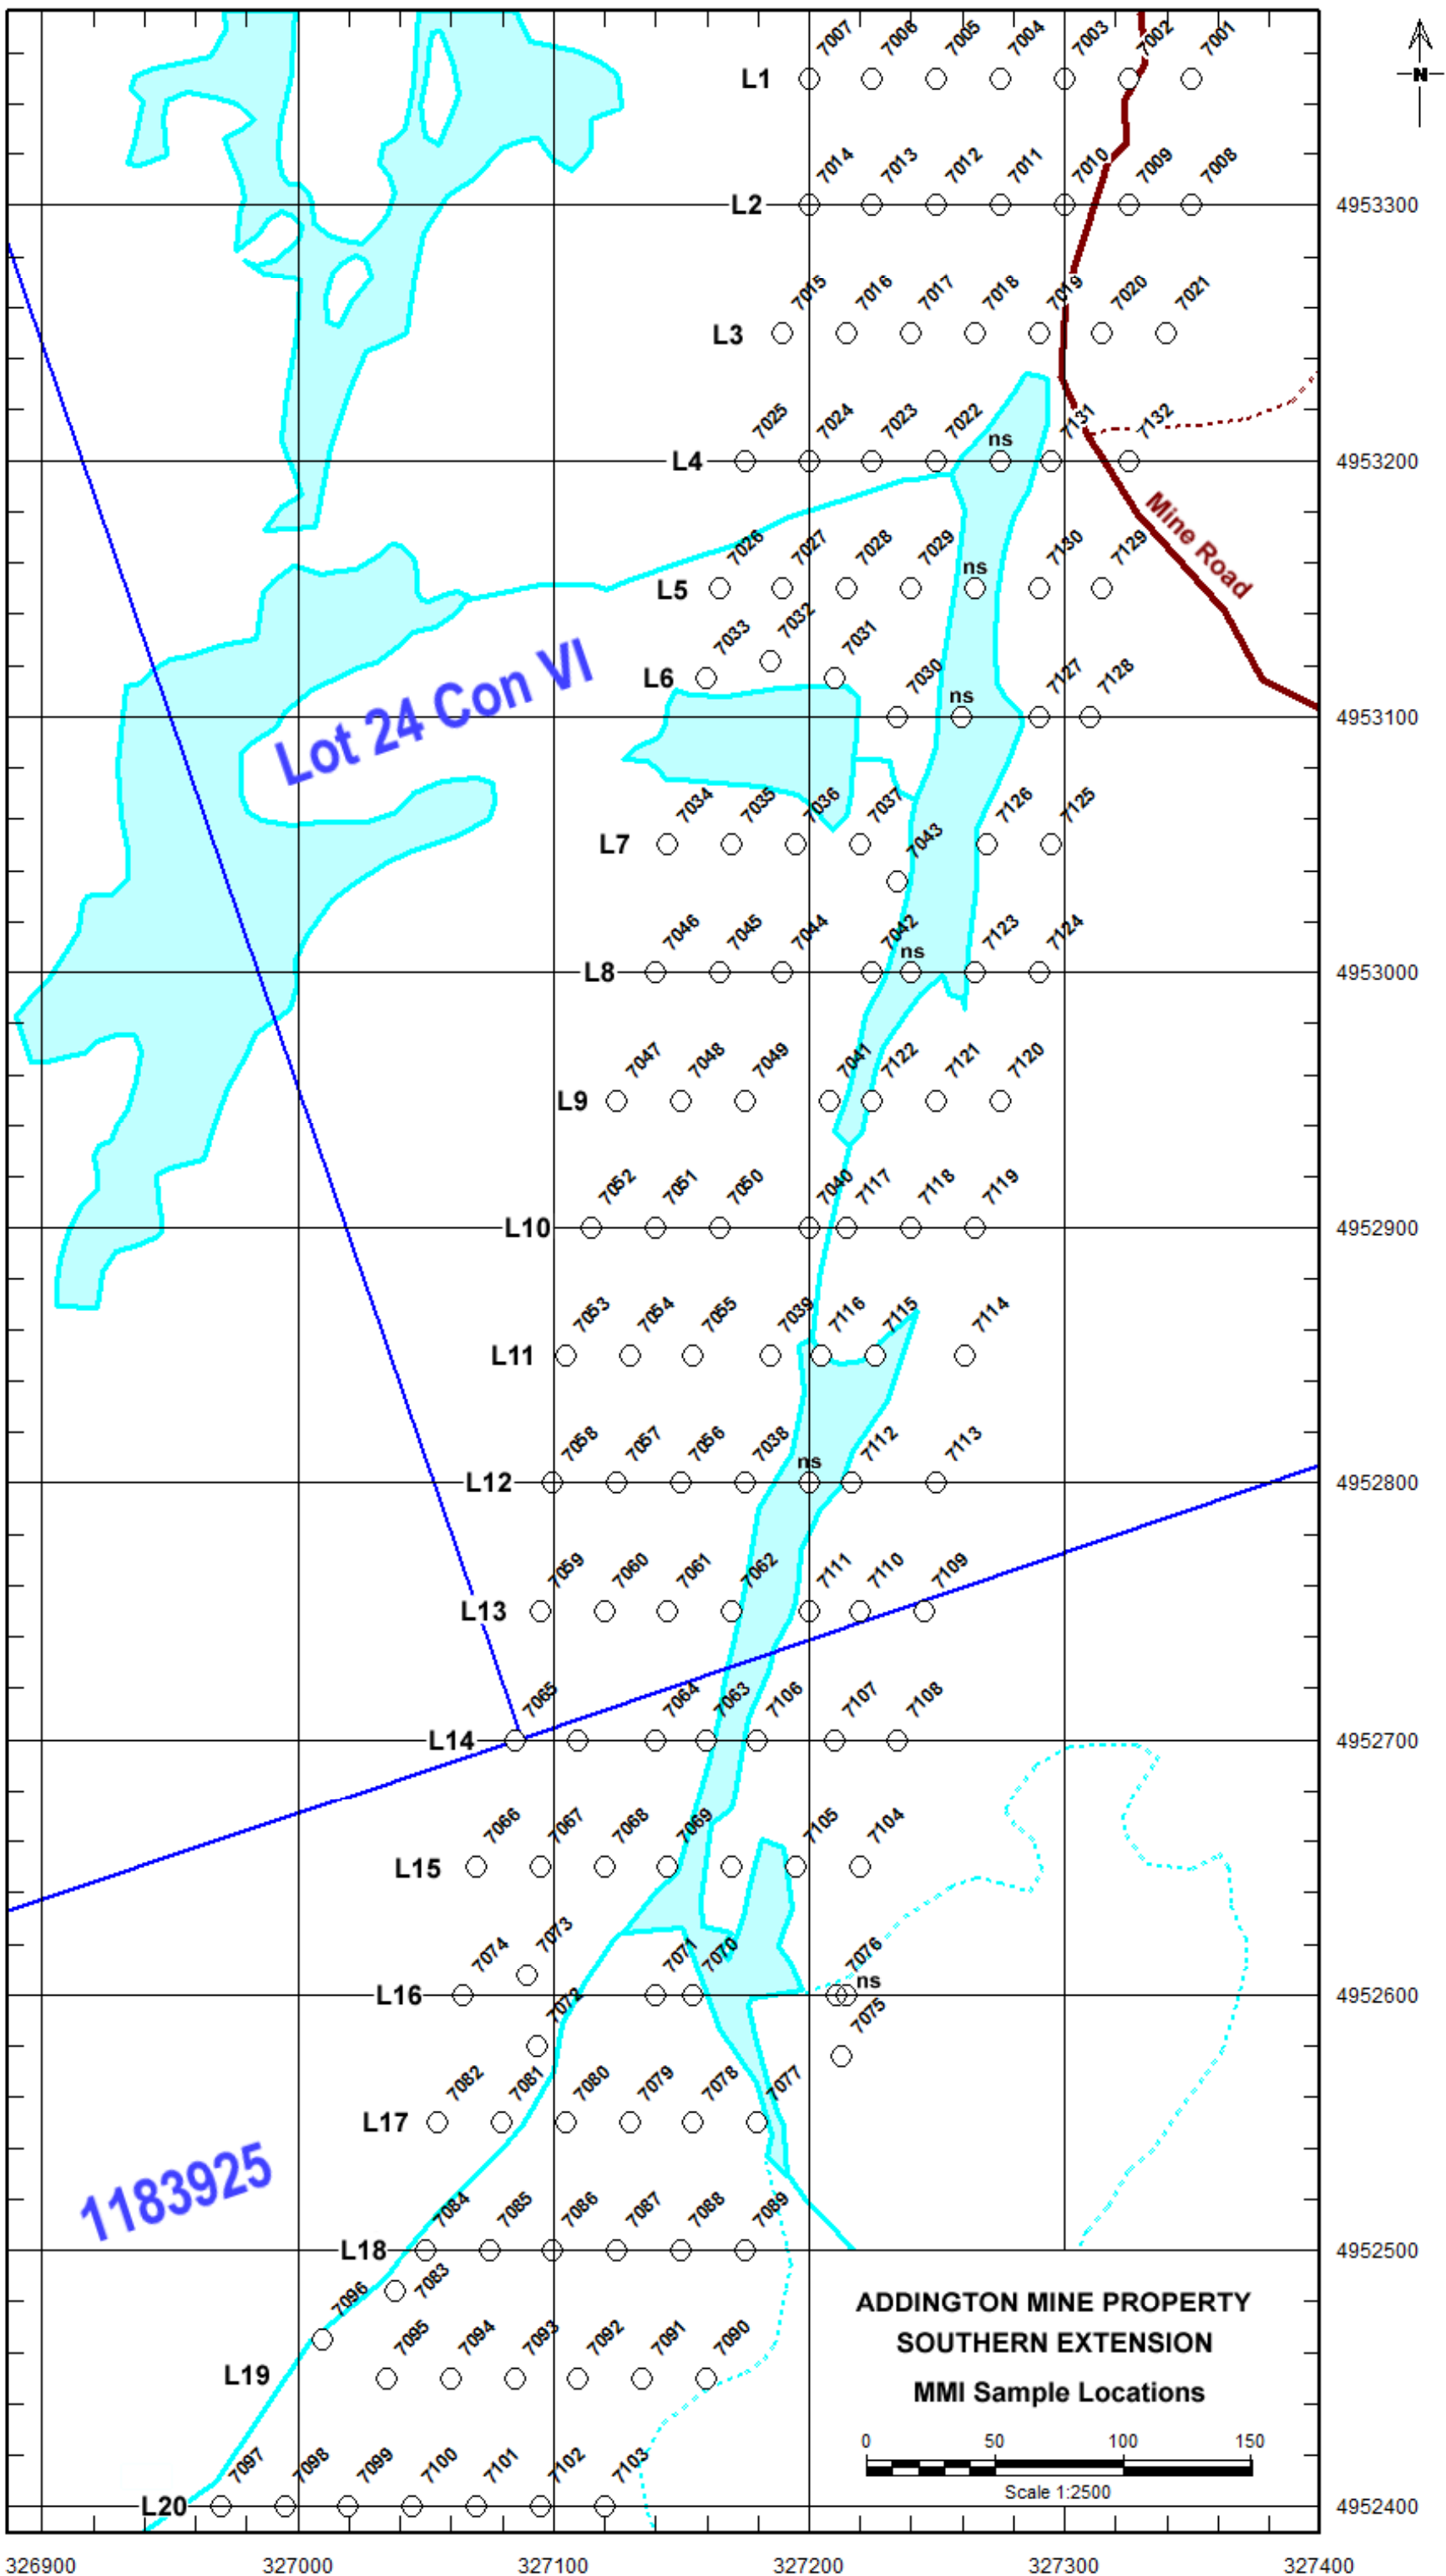 7007 7006 7005 7004 7003 7002 7001
L1
N
7014 7013 7012 7011 7010 7009 7008
L2 4953300
7015 7016 7017 7018 7019 7020 7021
L3
7025 7024 7023 7022 ns 7131 7132
L4 4953200
Mine Road
7026 7027 7028 7029 ns 7130 7129
L5
7033 7032 7031
L6
7030 ns 7127 7128
4953100
Lot 24 Con VI
7034 7035 7036 7037 7126 7125
L7
7043
7046 7045 7044 7042 ns 7123 7124
L8 4953000
7047 7048 7049 7041 7122 7121 7120
L9
7052 7051 7050 7040 7117 7118 7119
L10 4952900
7053 7054 7055 7039 7116 7115 7114
L11
7058 7057 7056 7038 ns 7112 7113
L12 4952800
7059 7060 7061 7062 7111 7110 7109
L13
7065 7064 7063 7106 7107 7108
L14 4952700
7066 7067 7068 7069 7105 7104
L15
7074 7073 7071 7070 7076 ns
L16 4952600
7072 7075
7082 7081 7080 7079 7078 7077
L17
1183925
7084 7085 7086 7087 7088 7089
L18 4952500
7096 7083
7095 7094 7093 7092 7091 7090
L19
ADDINGTON MINE PROPERTY
SOUTHERN EXTENSION
MMI Sample Locations
0 50 100 150
Scale 1:2500
7097 7098 7099 7100 7101 7102 7103
L20 4952400
326900 327000 327100 327200 327300 327400